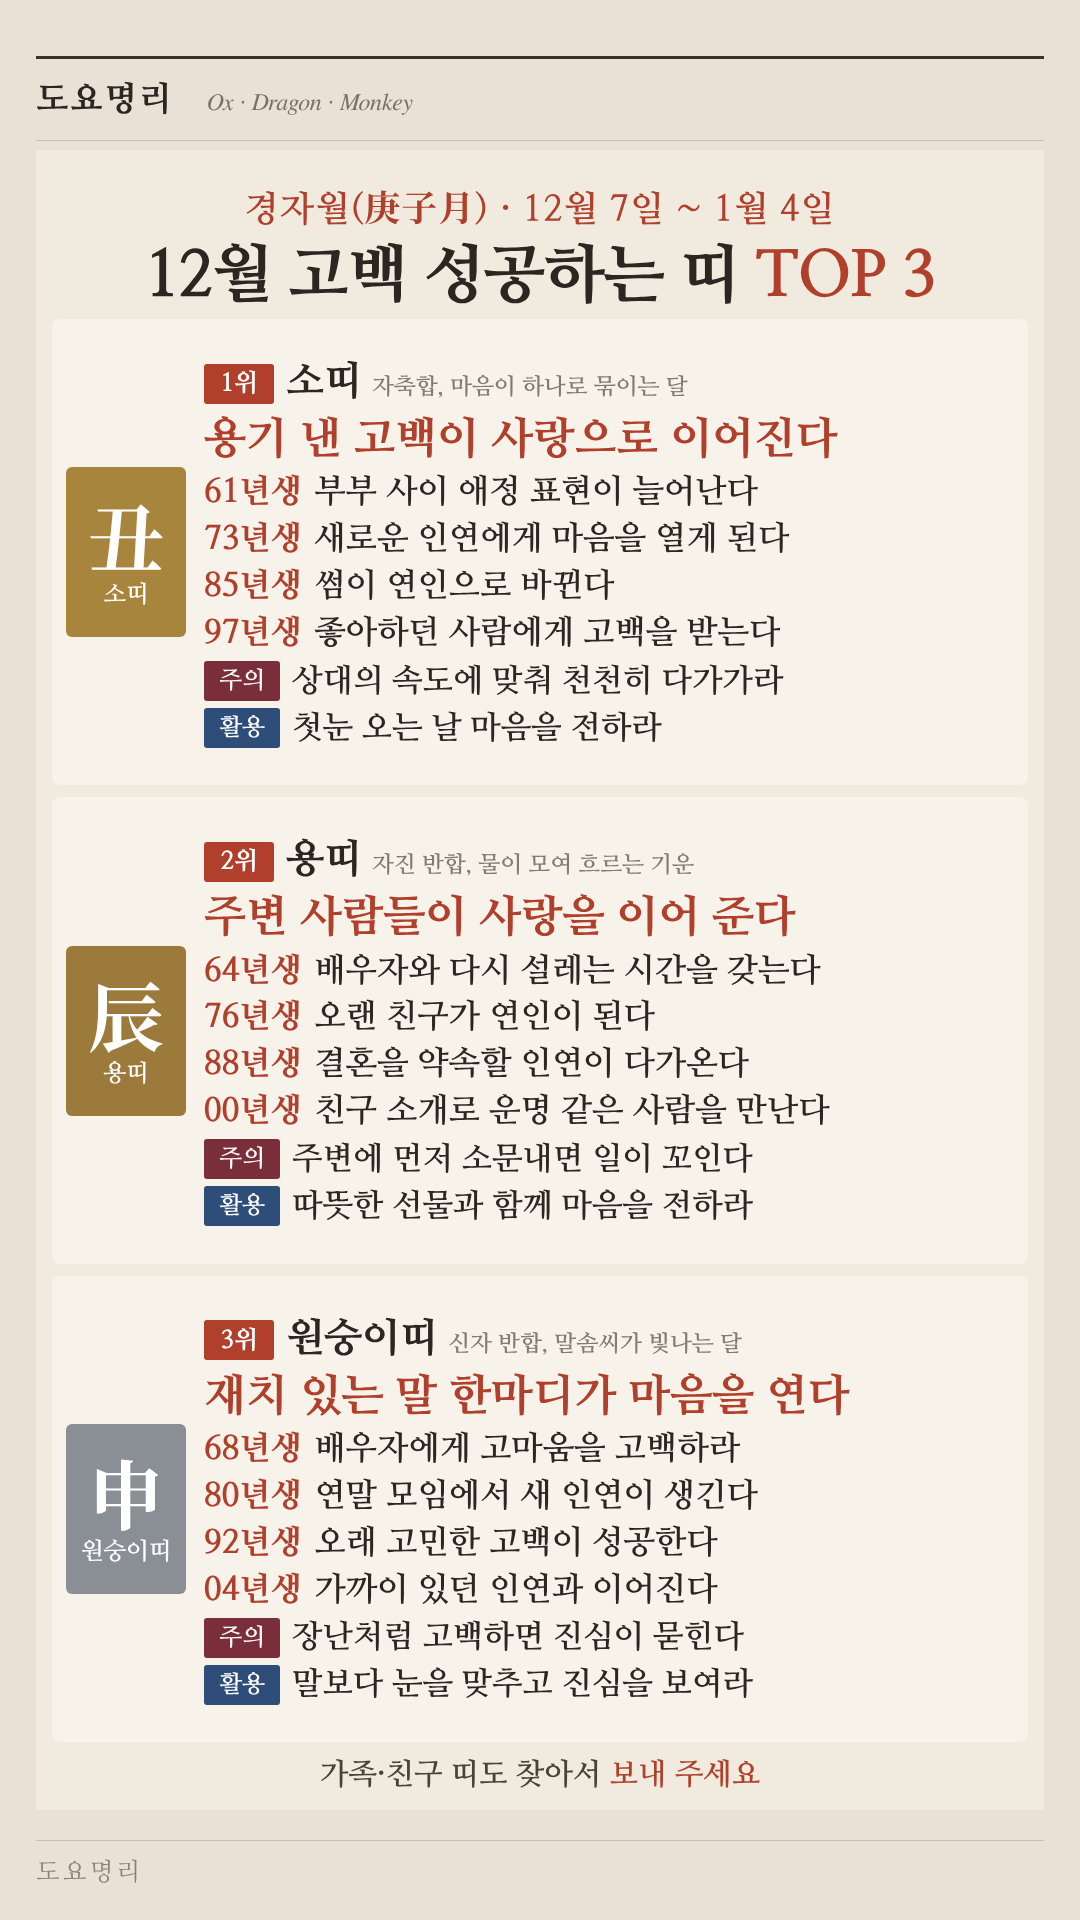 도요명리 Ox · Dragon · Monkey
경자월(庚子月) · 12월 7일 ~ 1월 4일
12월 고백 성공하는 띠 TOP 3
丑
소띠
1위 소띠 자축합, 마음이 하나로 묶이는 달
용기 낸 고백이 사랑으로 이어진다
61년생 부부 사이 애정 표현이 늘어난다
73년생 새로운 인연에게 마음을 열게 된다
85년생 썸이 연인으로 바뀐다
97년생 좋아하던 사람에게 고백을 받는다
주의 상대의 속도에 맞춰 천천히 다가가라
활용 첫눈 오는 날 마음을 전하라
辰
용띠
2위 용띠 자진 반합, 물이 모여 흐르는 기운
주변 사람들이 사랑을 이어 준다
64년생 배우자와 다시 설레는 시간을 갖는다
76년생 오랜 친구가 연인이 된다
88년생 결혼을 약속할 인연이 다가온다
00년생 친구 소개로 운명 같은 사람을 만난다
주의 주변에 먼저 소문내면 일이 꼬인다
활용 따뜻한 선물과 함께 마음을 전하라
申
원숭이띠
3위 원숭이띠 신자 반합, 말솜씨가 빛나는 달
재치 있는 말 한마디가 마음을 연다
68년생 배우자에게 고마움을 고백하라
80년생 연말 모임에서 새 인연이 생긴다
92년생 오래 고민한 고백이 성공한다
04년생 가까이 있던 인연과 이어진다
주의 장난처럼 고백하면 진심이 묻힌다
활용 말보다 눈을 맞추고 진심을 보여라
가족·친구 띠도 찾아서 보내 주세요
도요명리